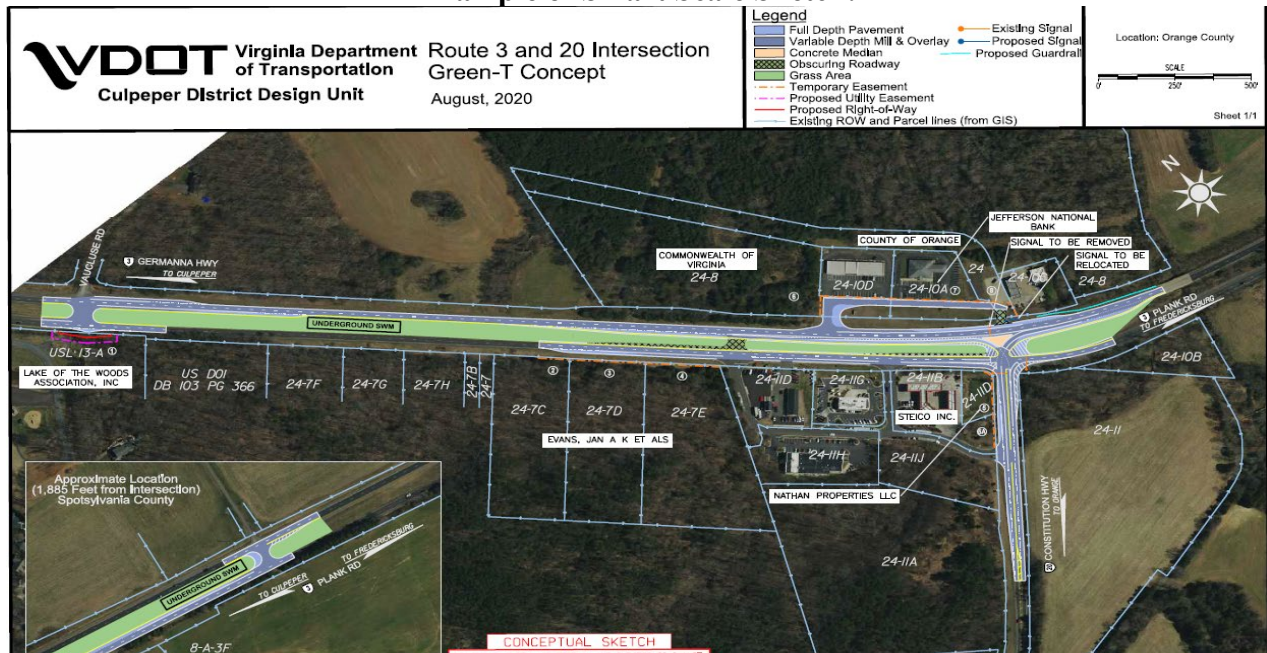 VDOT
Virginia Department
of Transportation
Culpeper District Design Unit
Route 3 and 20 Intersection
Green-T Concept
August, 2020
Legend
Full Depth Pavement
Variable Depth Mill & Overlay
Concrete Median
Obscuring Roadway
Grass Area
Temporary Easement
Proposed Utility Easement
Proposed Right-of-Way
Existing ROW and Parcel lines (from GIS)
Existing Signal
Proposed Signal
Proposed Guardrail
Location: Orange County
SCALE
0' 250' 500'
Sheet 1/1
N
VAUCLUSE RD
3 GERMANNA HWY
TO CULPEPER
COMMONWEALTH OF
VIRGINIA
24-8
COUNTY OF ORANGE
JEFFERSON NATIONAL
BANK
SIGNAL TO BE REMOVED
SIGNAL TO BE
RELOCATED
24-10D
24-10A
7
24
24-10C
24-8
6
8
3 PLANK RD
TO FREDERICKSBURG
UNDERGROUND SWM
USL-13-A 1
LAKE OF THE WOODS
ASSOCIATION, INC
US DOI
DB 103 PG 366
24-7F
24-7G
24-7H
24-7B
24-7
2
3
4
24-7C
24-7D
24-7E
EVANS, JAN A K ET ALS
24-11D
24-11G
24-11B
24-11D
STEICO INC.
5
5A
24-10B
24-11
24-11H
24-11J
NATHAN PROPERTIES LLC
24-11A
20 CONSTITUTION HWY
TO ORANGE
Approximate Location
(1,885 Feet from Intersection)
Spotsylvania County
UNDERGROUND SWM
TO FREDERICKSBURG
3 PLANK RD
TO CULPEPER
8-A-3F
CONCEPTUAL SKETCH